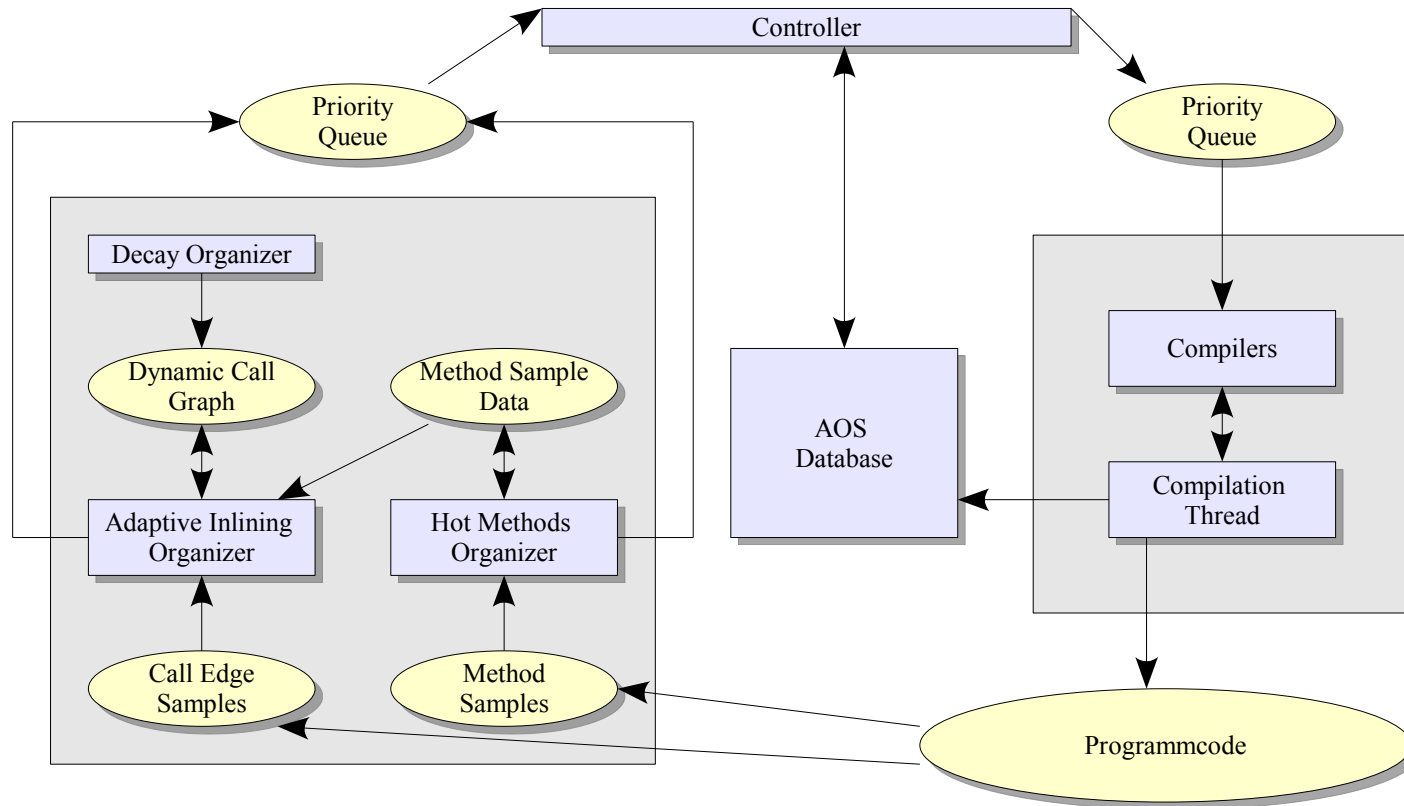 Controller
Priority
Queue
Priority
Queue
Decay Organizer
Dynamic Call
Graph
Method Sample
Data
AOS
Database
Compilers
Adaptive Inlining
Organizer
Hot Methods
Organizer
Compilation
Thread
Call Edge
Samples
Method
Samples
Programmcode